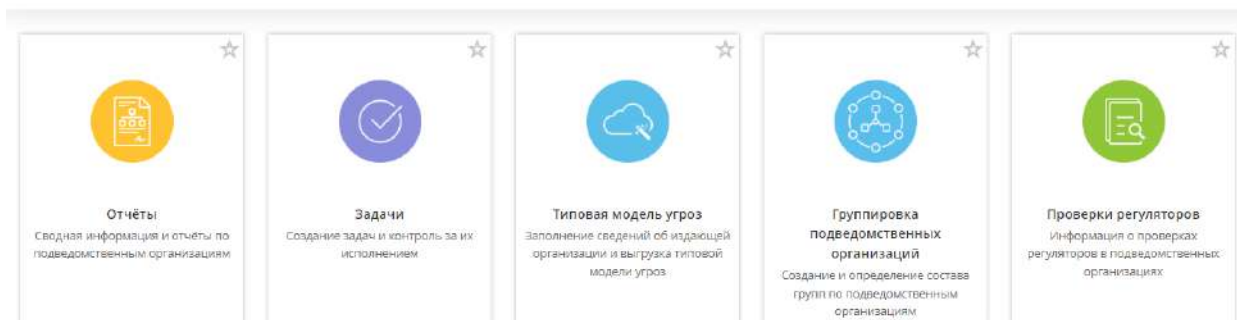 Отчёты
Сводная информация и отчёты по
подведомственным организациям
Задачи
Создание задач и контроль за их
исполнением
Типовая модель угроз
Заполнение сведений об издающей
организации и выгрузка типовой
модели угроз
Группировка
подведомственных
организаций
Создание и определение состава
групп по подведомственным
организациям
Проверки регуляторов
Информация о проверках
регуляторов в подведомственных
организациях